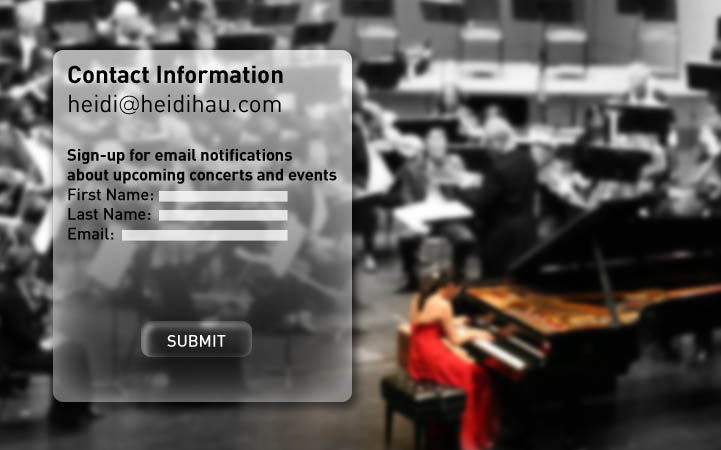 Contact Information
heidi@heidihau.com
Sign-up for email notifications
about upcoming concerts and events
First Name:
Last Name:
Email:
SUBMIT